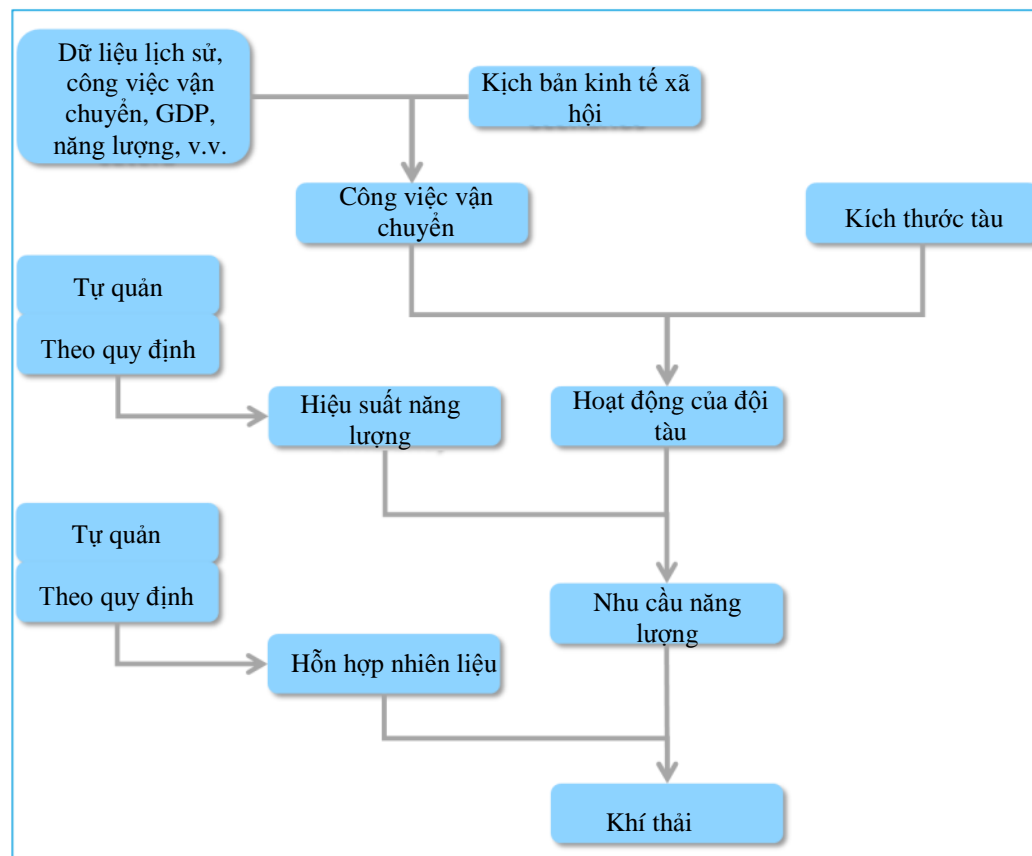 Dữ liệu lịch sử,
công việc vận
chuyển, GDP,
năng lượng, v.v.
Kịch bản kinh tế xã
hội
Công việc vận
chuyển
Kích thước tàu
Tự quản
Theo quy định
Hiệu suất năng
lượng
Hoạt động của đội
tàu
Tự quản
Theo quy định
Nhu cầu năng
lượng
Hỗn hợp nhiên liệu
Khí thải